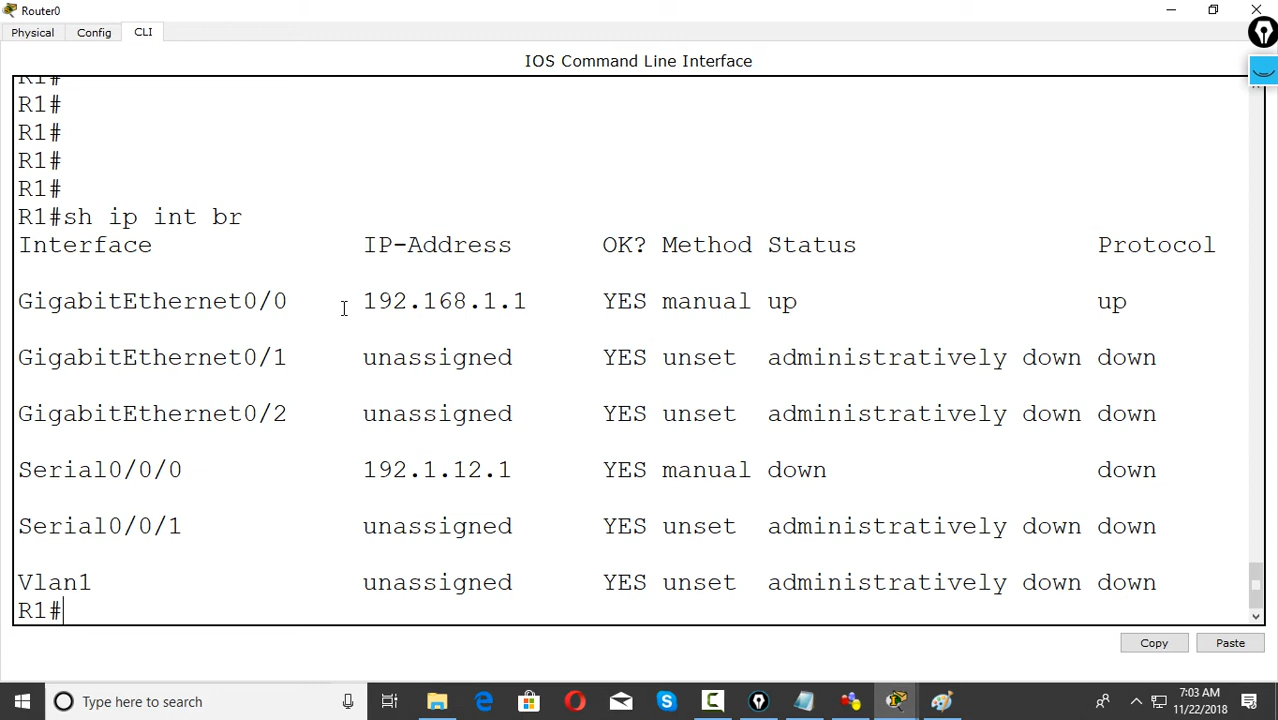 Router0
Physical Config CLI
IOS Command Line Interface
R1#
R1#
R1#
R1#
R1#
R1#sh ip int br
Interface IP-Address OK? Method Status Protocol
GigabitEthernet0/0 192.168.1.1 YES manual up up
GigabitEthernet0/1 unassigned YES unset administratively down down
GigabitEthernet0/2 unassigned YES unset administratively down down
Serial0/0/0 192.1.12.1 YES manual down down
Serial0/0/1 unassigned YES unset administratively down down
Vlan1 unassigned YES unset administratively down down
R1#
Copy Paste
Type here to search
7:03 AM
11/22/2018